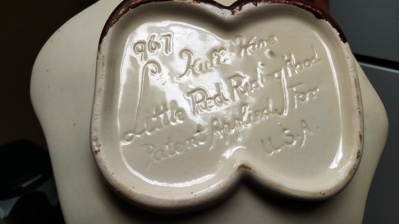 967
Hull Ware
Little Red Riding Hood
Patent Applied For
U.S.A.